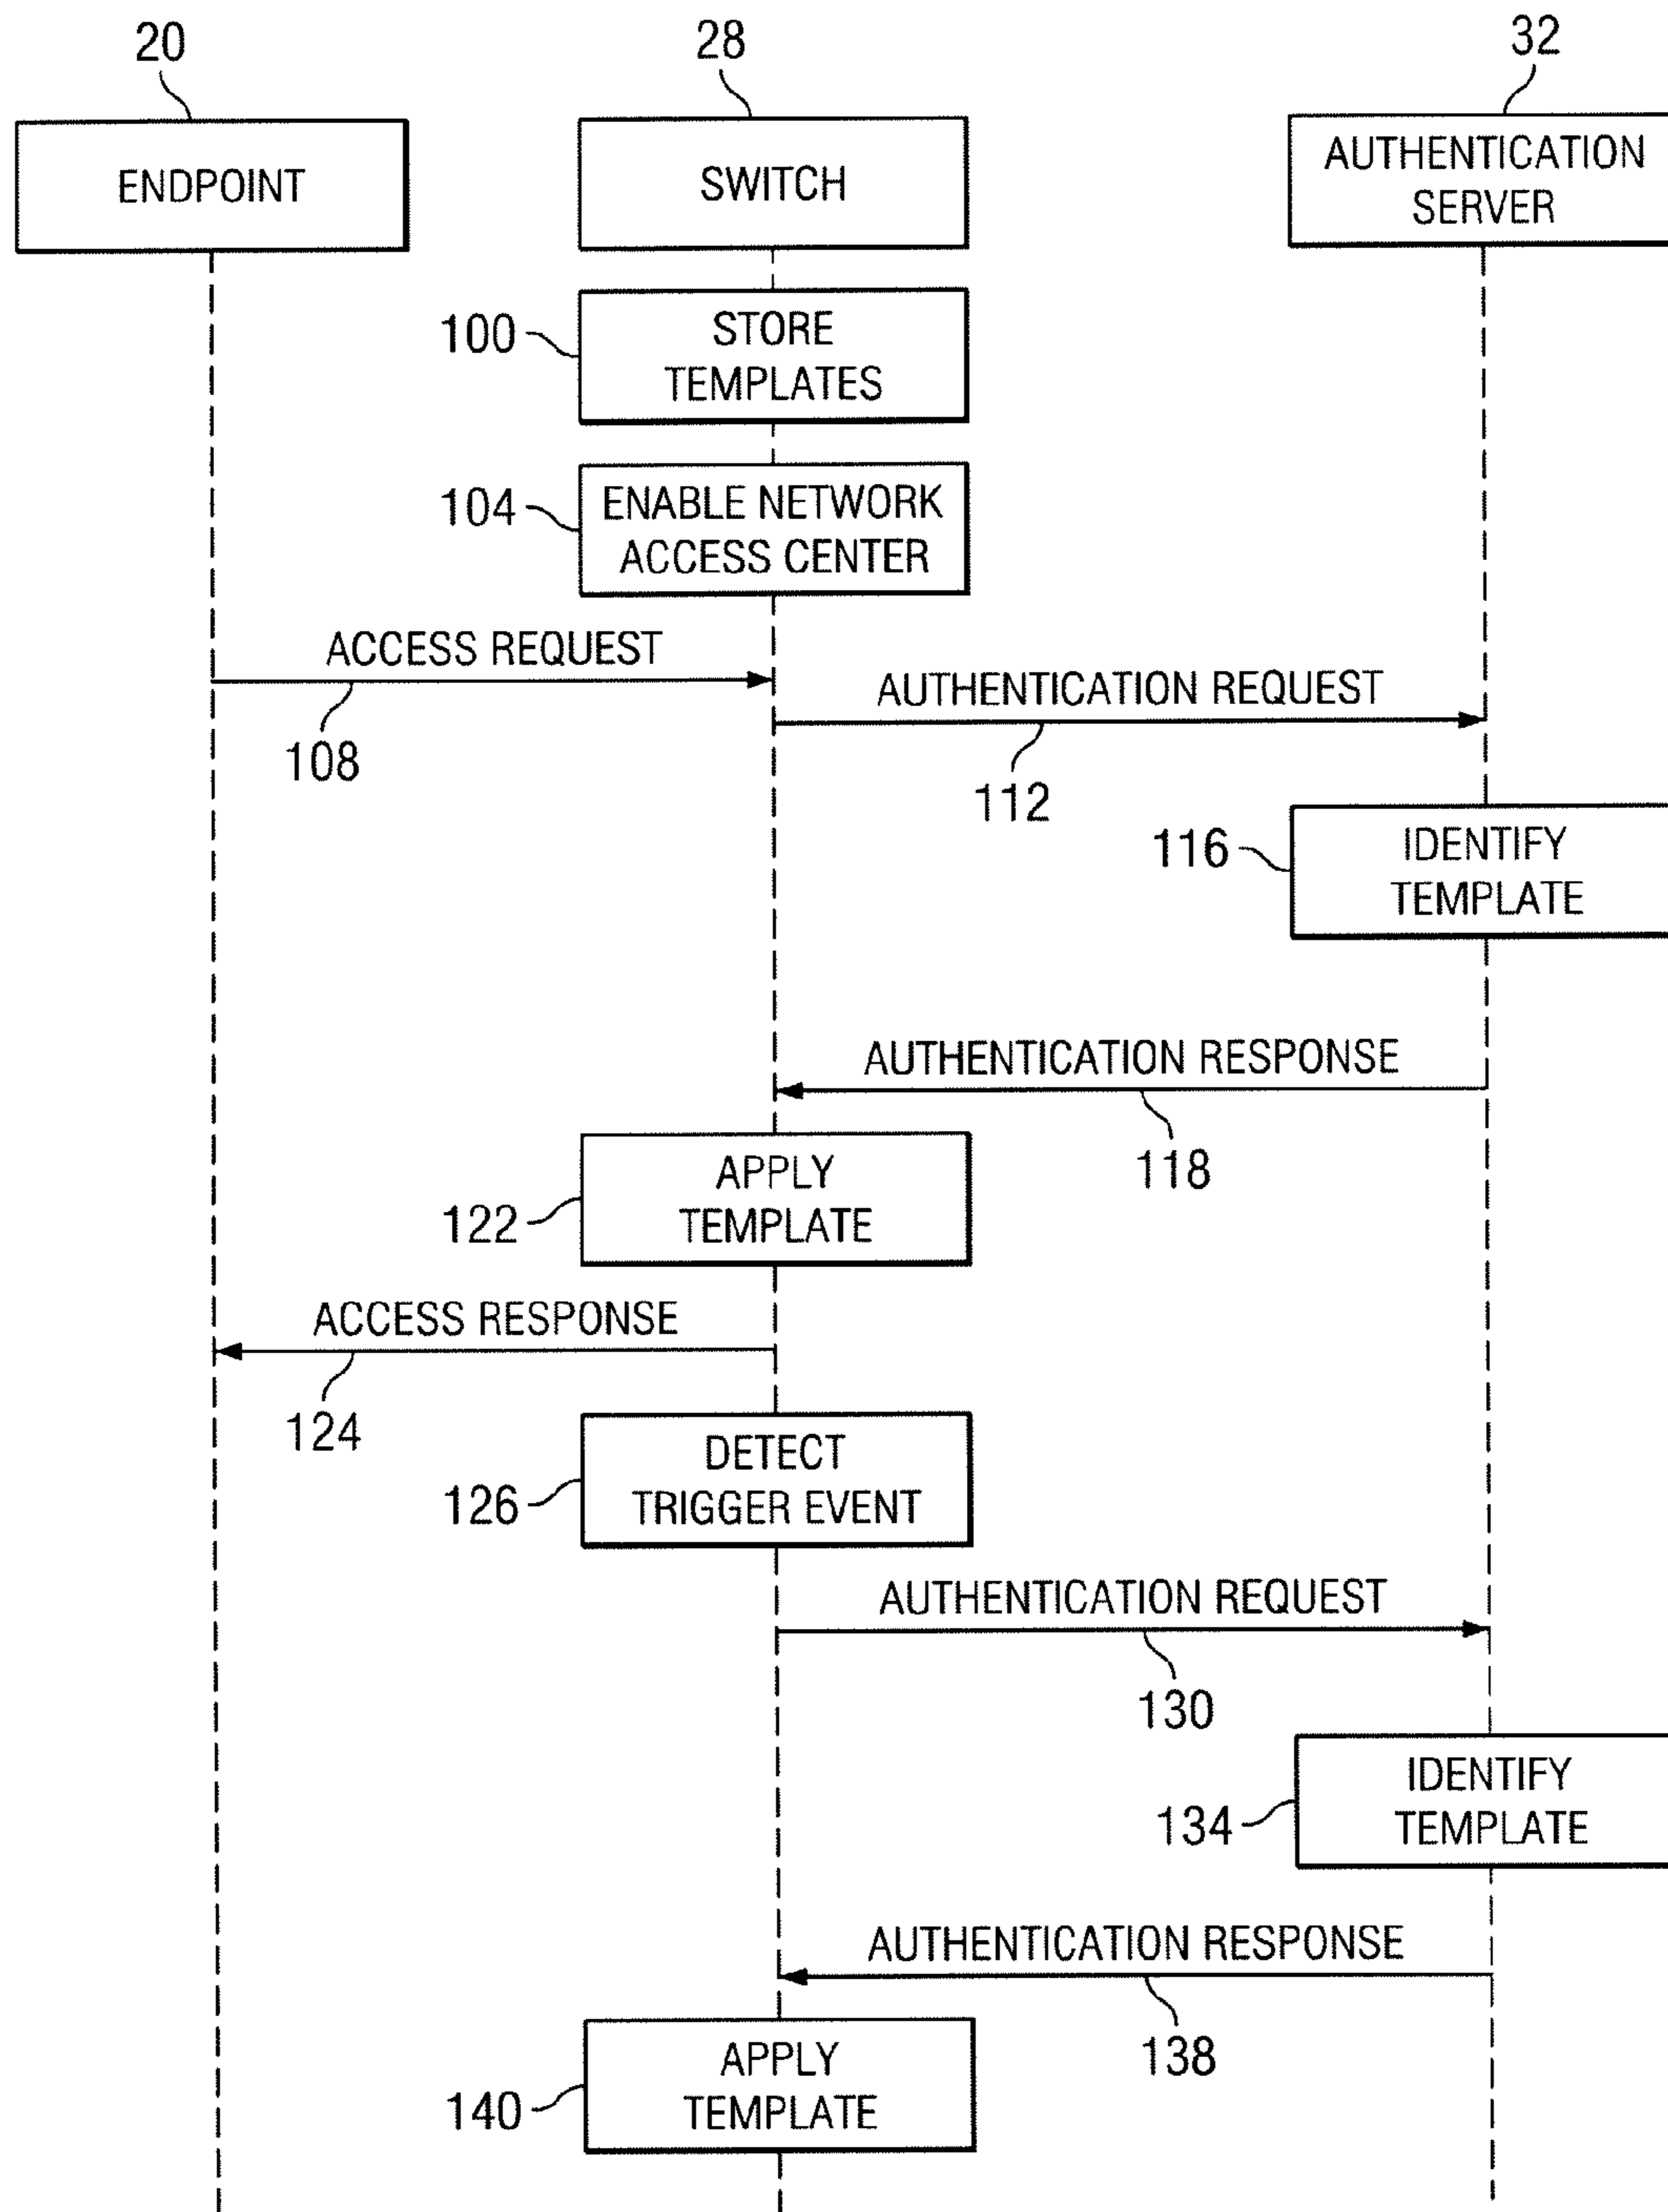 20
28
32
ENDPOINT
SWITCH
AUTHENTICATION
SERVER
100
STORE
TEMPLATES
104
ENABLE NETWORK
ACCESS CENTER
ACCESS REQUEST
108
AUTHENTICATION REQUEST
112
116
IDENTIFY
TEMPLATE
AUTHENTICATION RESPONSE
118
122
APPLY
TEMPLATE
ACCESS RESPONSE
124
126
DETECT
TRIGGER EVENT
AUTHENTICATION REQUEST
130
134
IDENTIFY
TEMPLATE
AUTHENTICATION RESPONSE
138
140
APPLY
TEMPLATE